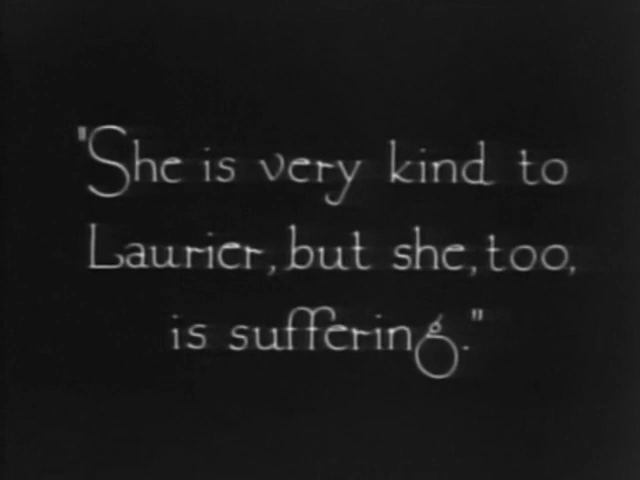 "She is very kind to
Laurier, but she, too,
is suffering."